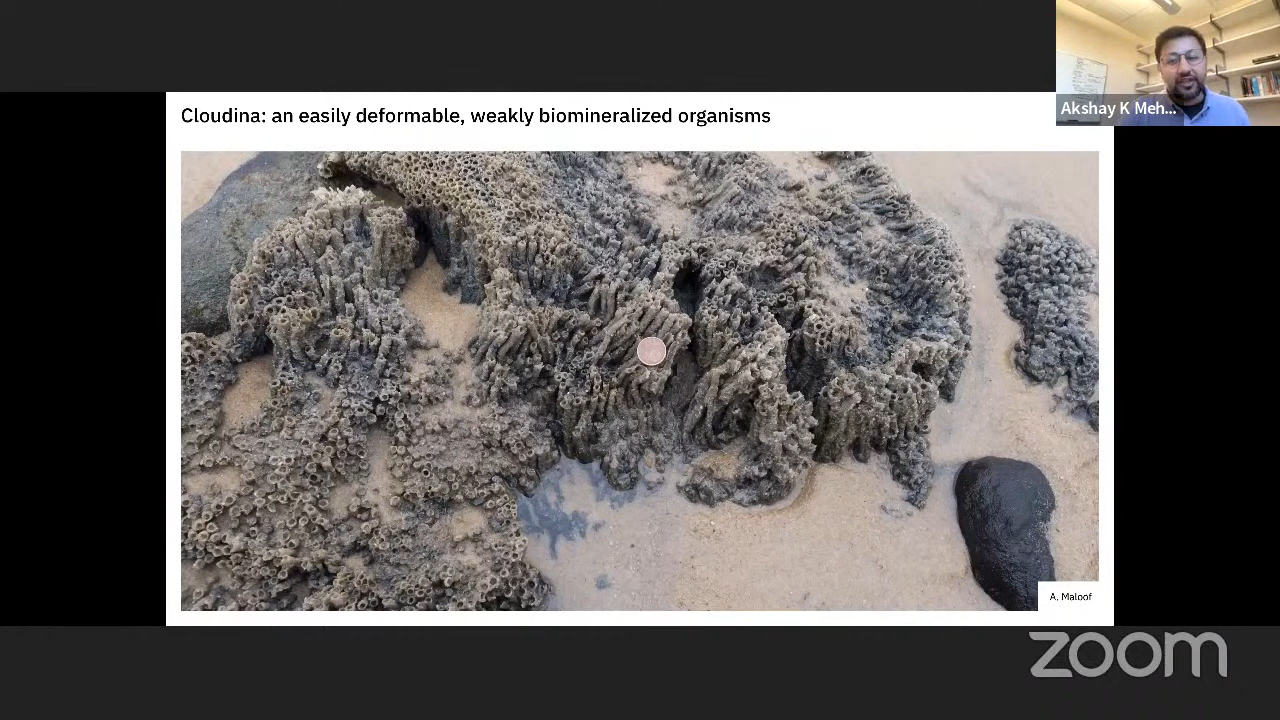 Cloudina: an easily deformable, weakly biomineralized organisms
Akshay K Meh...
A. Maloof
zoom